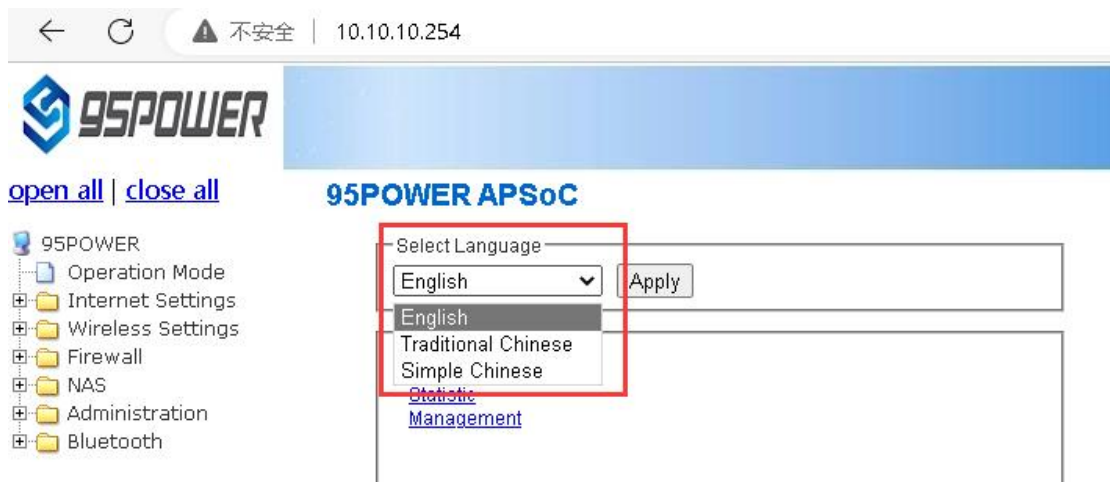 不安全 | 10.10.10.254
95POWER
open all | close all
95POWER APSoC
95POWER
Operation Mode
Internet Settings
Wireless Settings
Firewall
NAS
Administration
Bluetooth
Select Language
English Apply
English
Traditional Chinese
Simple Chinese
Statistic
Management